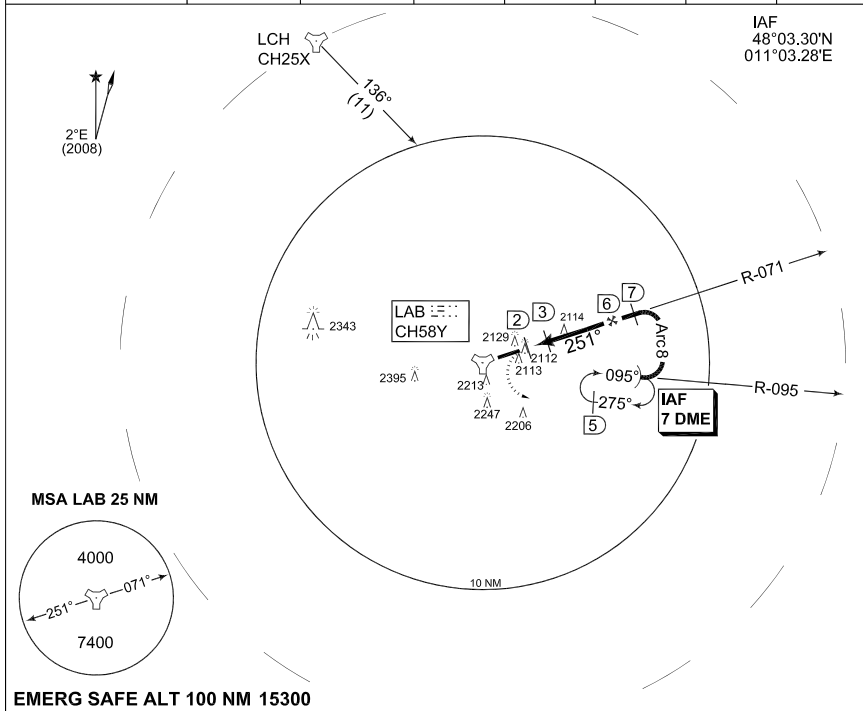 IAF
48°03.30'N
011°03.28'E
LCH
CH25X
136°
(11)
2°E
(2008)
R-071
7
6
3
2
2114
LAB
CH58Y
2343
2129
251°
Arc8
2112
2113
2395
2213
095°
R-095
275°
IAF
7 DME
2247
2206
5
MSA LAB 25 NM
4000
251°
071°
7400
10 NM
EMERG SAFE ALT 100 NM 15300